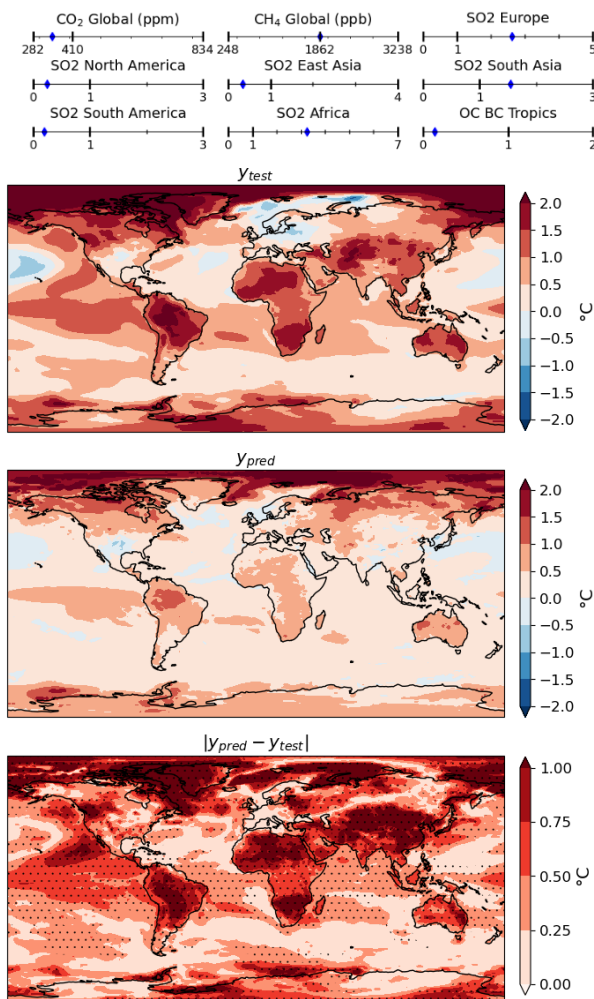 CO₂ Global (ppm) CH₄ Global (ppb) SO2 Europe
282 410 834 248 1862 3238 0 1 5
SO2 North America SO2 East Asia SO2 South Asia
0 1 3 0 1 4 0 1 3
SO2 South America SO2 Africa OC BC Tropics
0 1 3 0 1 7 0 1 2
y_test
2.0
1.5
1.0
0.5
0.0
−0.5
−1.0
−1.5
−2.0
°C
y_pred
2.0
1.5
1.0
0.5
0.0
−0.5
−1.0
−1.5
−2.0
°C
|y_pred − y_test|
1.00
0.75
0.50
0.25
0.00
°C